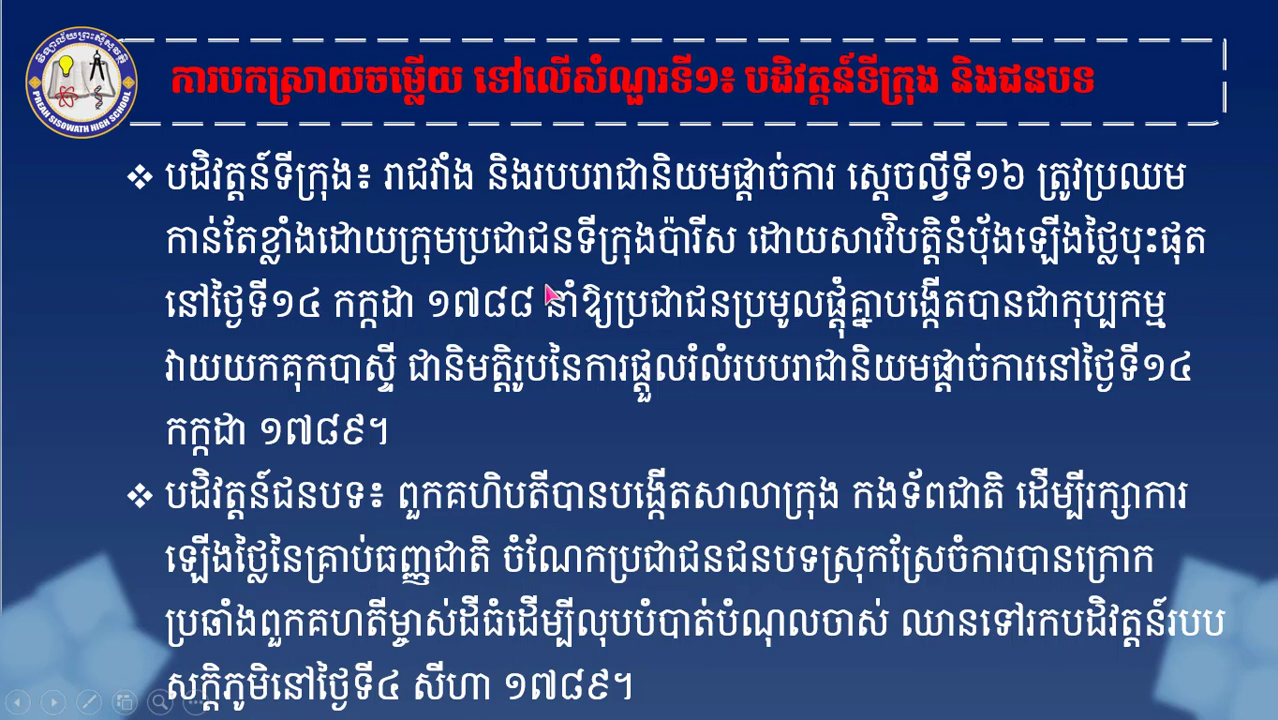 វិទ្យាល័យព្រះស៊ីសុវត្ថិ
PREAH SISOWATH HIGH SCHOOL
ការបកស្រាយចម្លើយ ទៅលើសំណួរទី១៖ បដិវត្តន៍ទីក្រុង និងជនបទ
❖ បដិវត្តន៍ទីក្រុង៖ រាជវាំង និងរបបរាជានិយមផ្តាច់ការ ស្តេចល្វីទី១៦ ត្រូវប្រឈម
កាន់តែខ្លាំងដោយក្រុមប្រជាជនទីក្រុងប៉ារីស ដោយសារវិបត្តិនំប៉័ងឡើងថ្លៃបុះផុត
នៅថ្ងៃទី១៤ កក្កដា ១៧៨៨ នាំឱ្យប្រជាជនប្រមូលផ្តុំគ្នាបង្កើតបានជាកុប្បកម្ម
វាយយកគុកបាស្ទី ជានិមត្តិរូបនៃការផ្តួលរំលំរបបរាជានិយមផ្តាច់ការនៅថ្ងៃទី១៤
កក្កដា ១៧៨៩។
❖ បដិវត្តន៍ជនបទ៖ ពួកគហិបតីបានបង្កើតសាលាក្រុង កងទ័ពជាតិ ដើម្បីរក្សាការ
ឡើងថ្លៃនៃគ្រាប់ធញ្ញជាតិ ចំណែកប្រជាជនជនបទស្រុកស្រែចំការបានក្រោក
ប្រឆាំងពួកគហតីម្ចាស់ដីធំដើម្បីលុបបំបាត់បំណុលចាស់ ឈានទៅរកបដិវត្តន៍របប
សក្តិភូមិនៅថ្ងៃទី៤ សីហា ១៧៨៩។